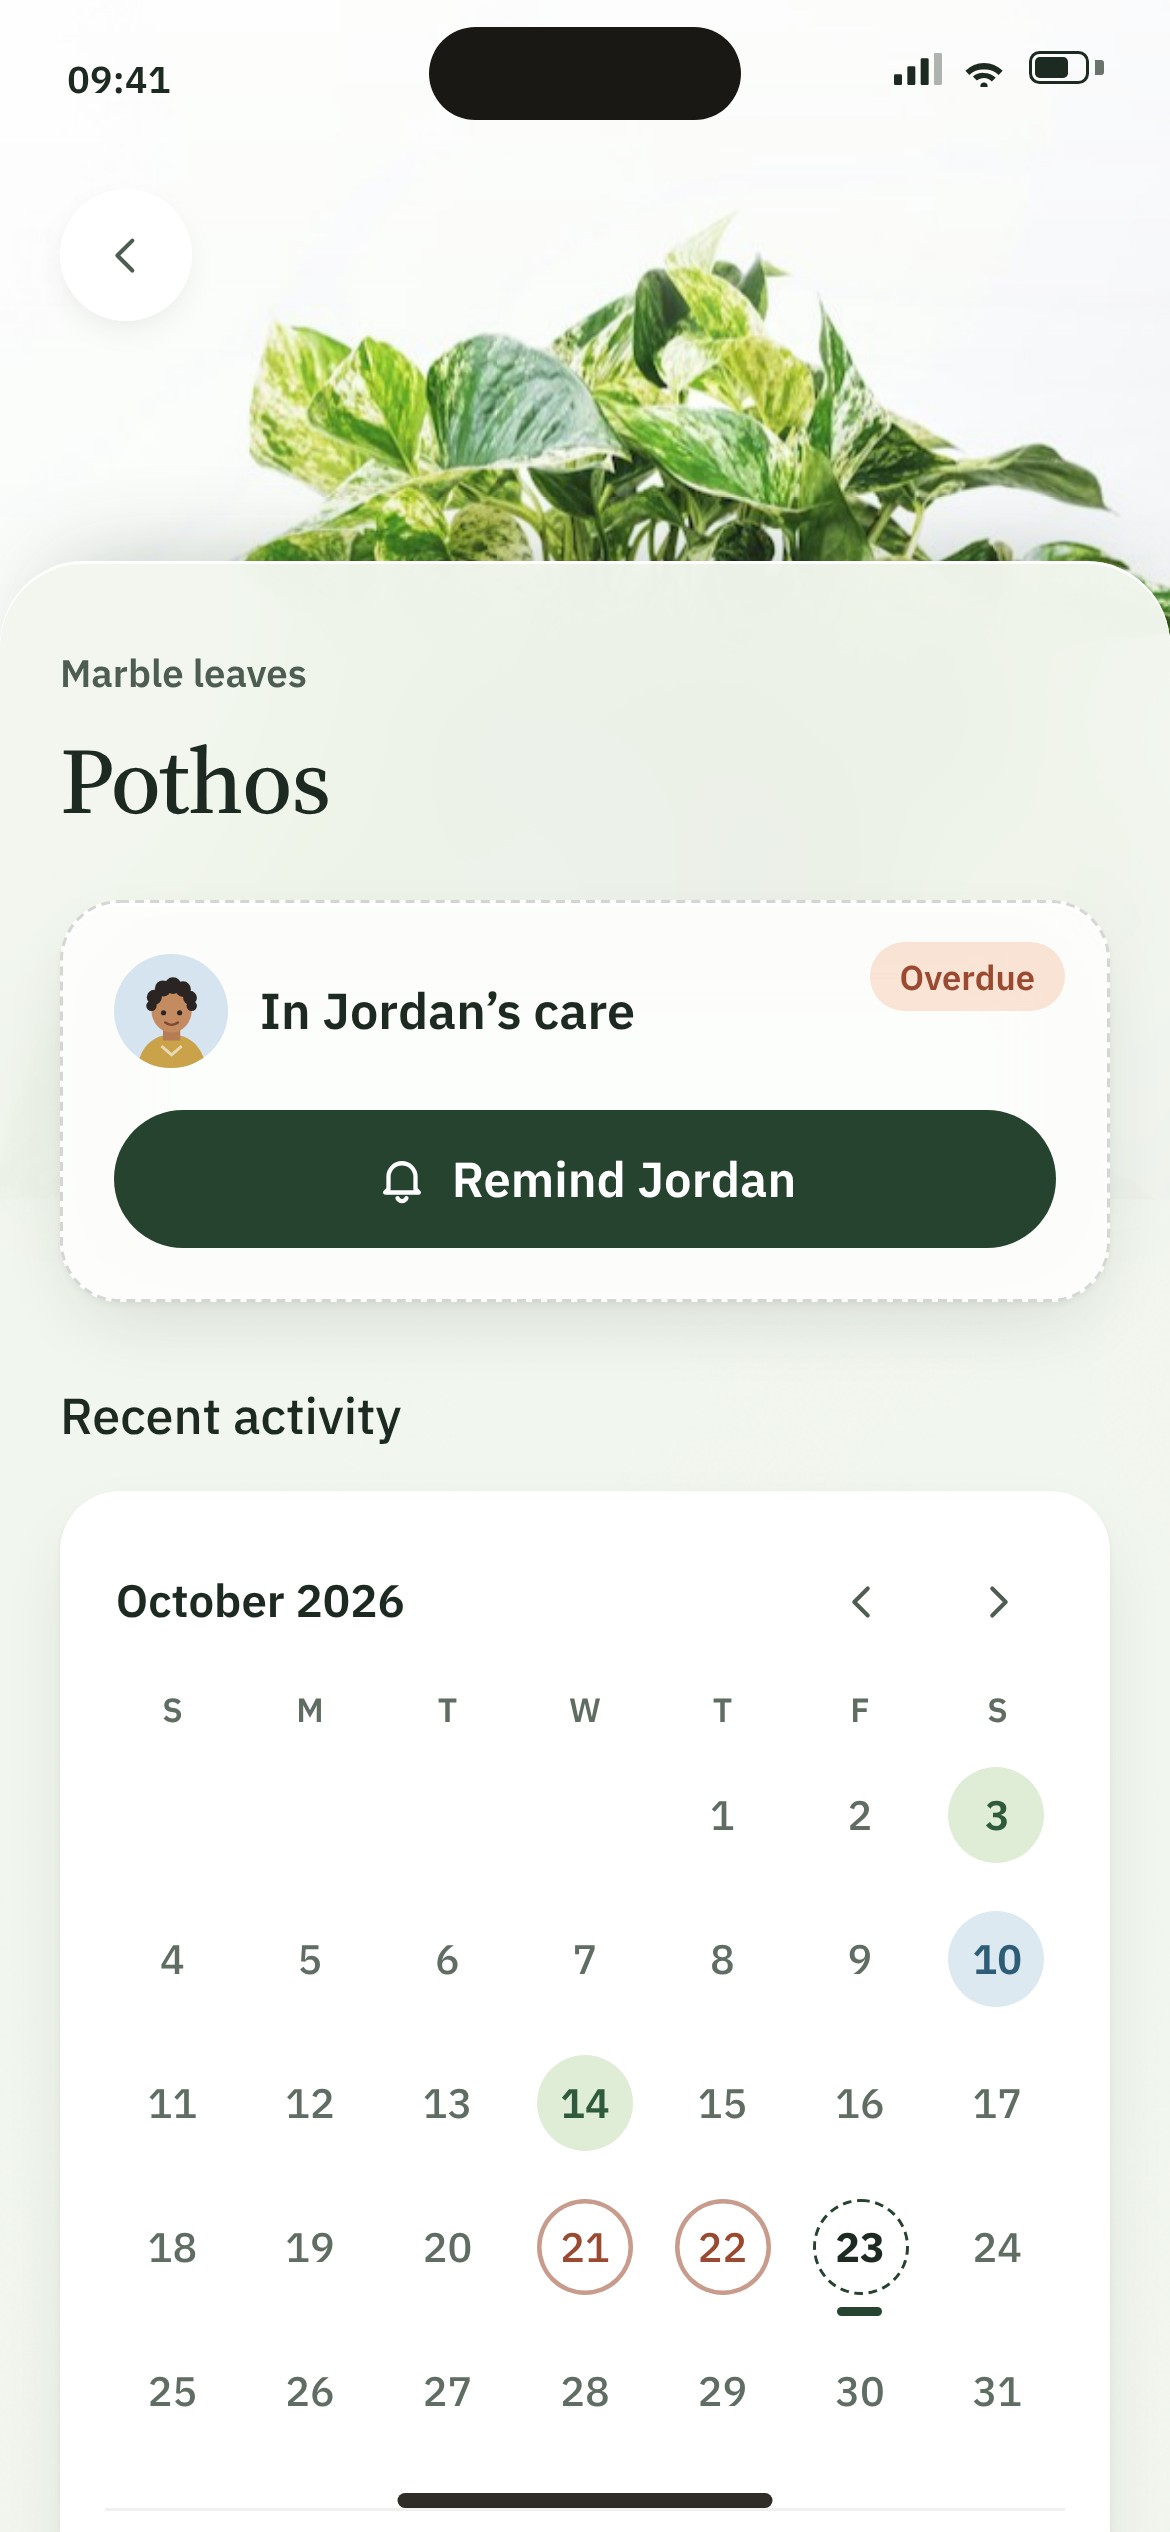 09:41
Marble leaves
Pothos
In Jordan’s care
Overdue
Remind Jordan
Recent activity
October 2026
S M T W T F S
1 2 3
4 5 6 7 8 9 10
11 12 13 14 15 16 17
18 19 20 21 22 23 24
25 26 27 28 29 30 31